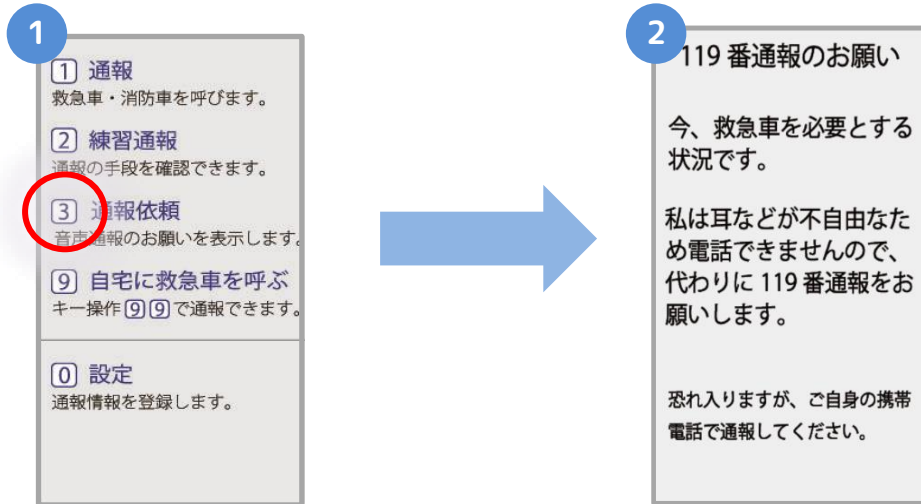 1
1 通報
救急車・消防車を呼びます。
2 練習通報
通報の手段を確認できます。
3 通報依頼
音声通報のお願いを表示します。
9 自宅に救急車を呼ぶ
キー操作99で通報できます。
0 設定
通報情報を登録します。
2
119 番通報のお願い
今、救急車を必要とする
状況です。
私は耳などが不自由なた
め電話できませんので、
代わりに 119 番通報をお
願いします。
恐れ入りますが、ご自身の携帯
電話で通報してください。